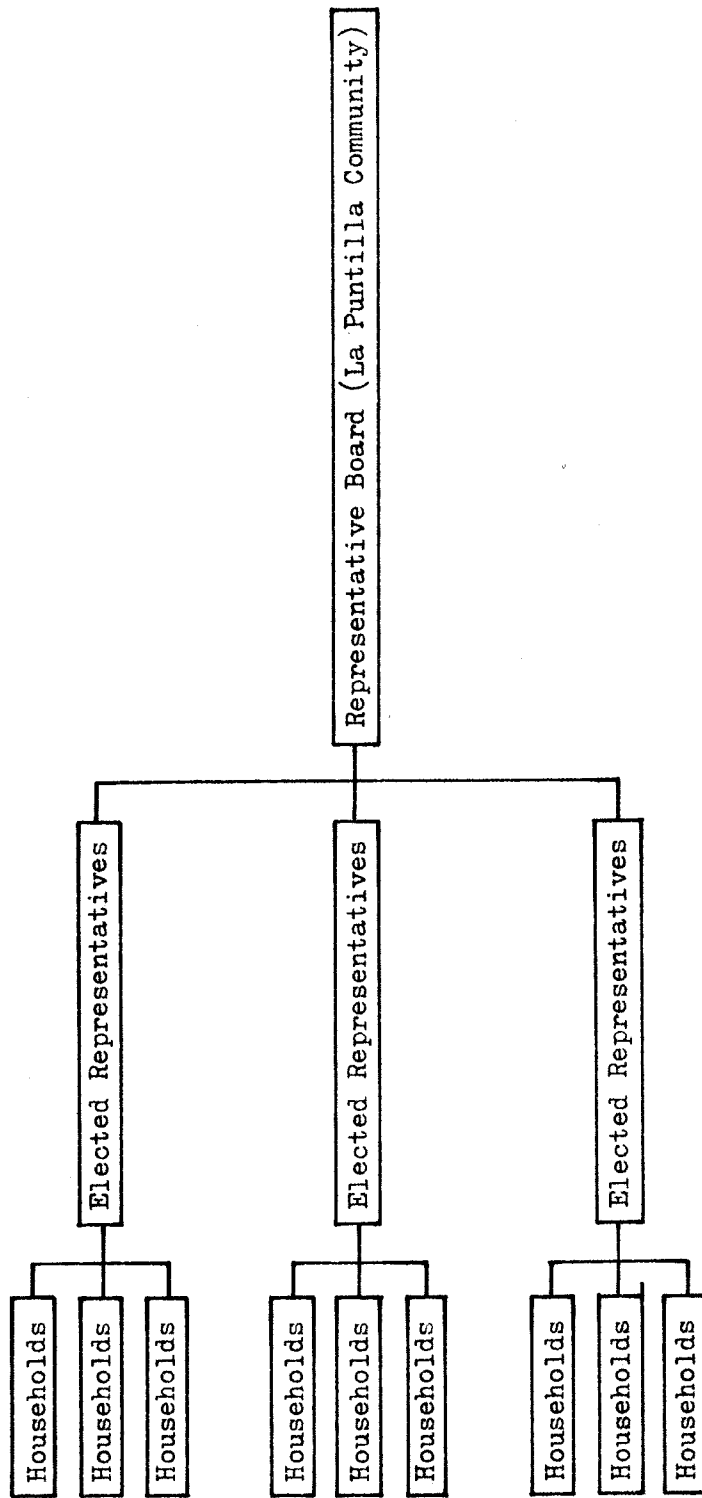 Households
Households
Households
Elected Representatives
Households
Households
Households
Elected Representatives
Households
Households
Households
Elected Representatives
Representative Board (La Puntilla Community)